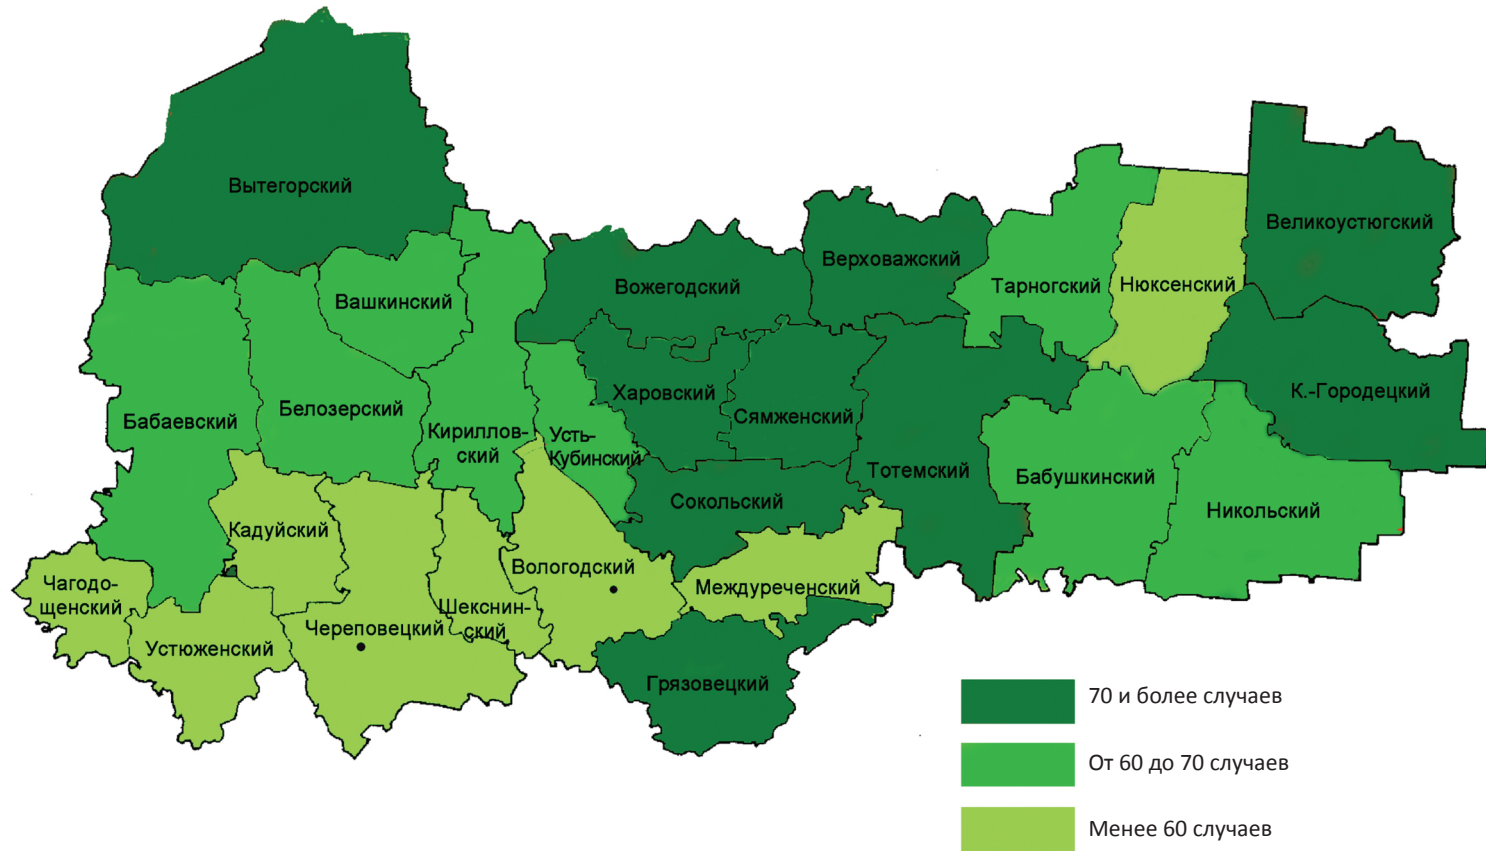 Вытегорский
Великоустюгский
Верховажский
Вожегодский
Тарногский
Нюксенский
Вашкинский
Харовский
К.-Городецкий
Белозерский
Сямженский
Бабаевский
Кириллов-
ский
Усть-
Кубинский
Тотемский
Бабушкинский
Сокольский
Никольский
Кадуйский
Вологодский
Чагодо-
щенский
Междуреченский
Шекснин-
ский
Череповецкий
Устюженский
Грязовецкий
70 и более случаев
От 60 до 70 случаев
Менее 60 случаев